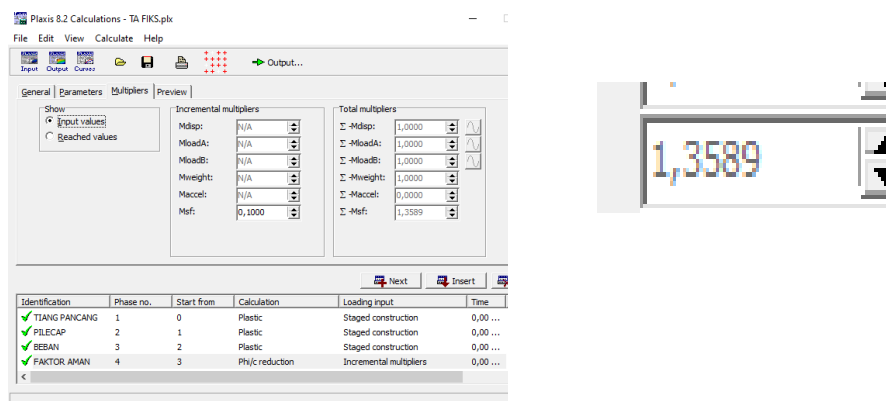 Plaxis 8.2 Calculations - TA FIKS.plx
File Edit View Calculate Help
Input Output Curves Output...
General Parameters Multipliers Preview
Show
Input values
Reached values
Incremental multipliers
Mdisp: N/A
MloadA: N/A
MloadB: N/A
Mweight: N/A
Maccel: N/A
Msf: 0,1000
Total multipliers
Σ -Mdisp: 1,0000
Σ -MloadA: 1,0000
Σ -MloadB: 1,0000
Σ -Mweight: 1,0000
Σ -Maccel: 0,0000
Σ -Msf: 1,3589
1,3589
Next Insert
Identification Phase no. Start from Calculation Loading input Time
TIANG PANCANG 1 0 Plastic Staged construction 0,00 ...
PILECAP 2 1 Plastic Staged construction 0,00 ...
BEBAN 3 2 Plastic Staged construction 0,00 ...
FAKTOR AMAN 4 3 Phi/c reduction Incremental multipliers 0,00 ...